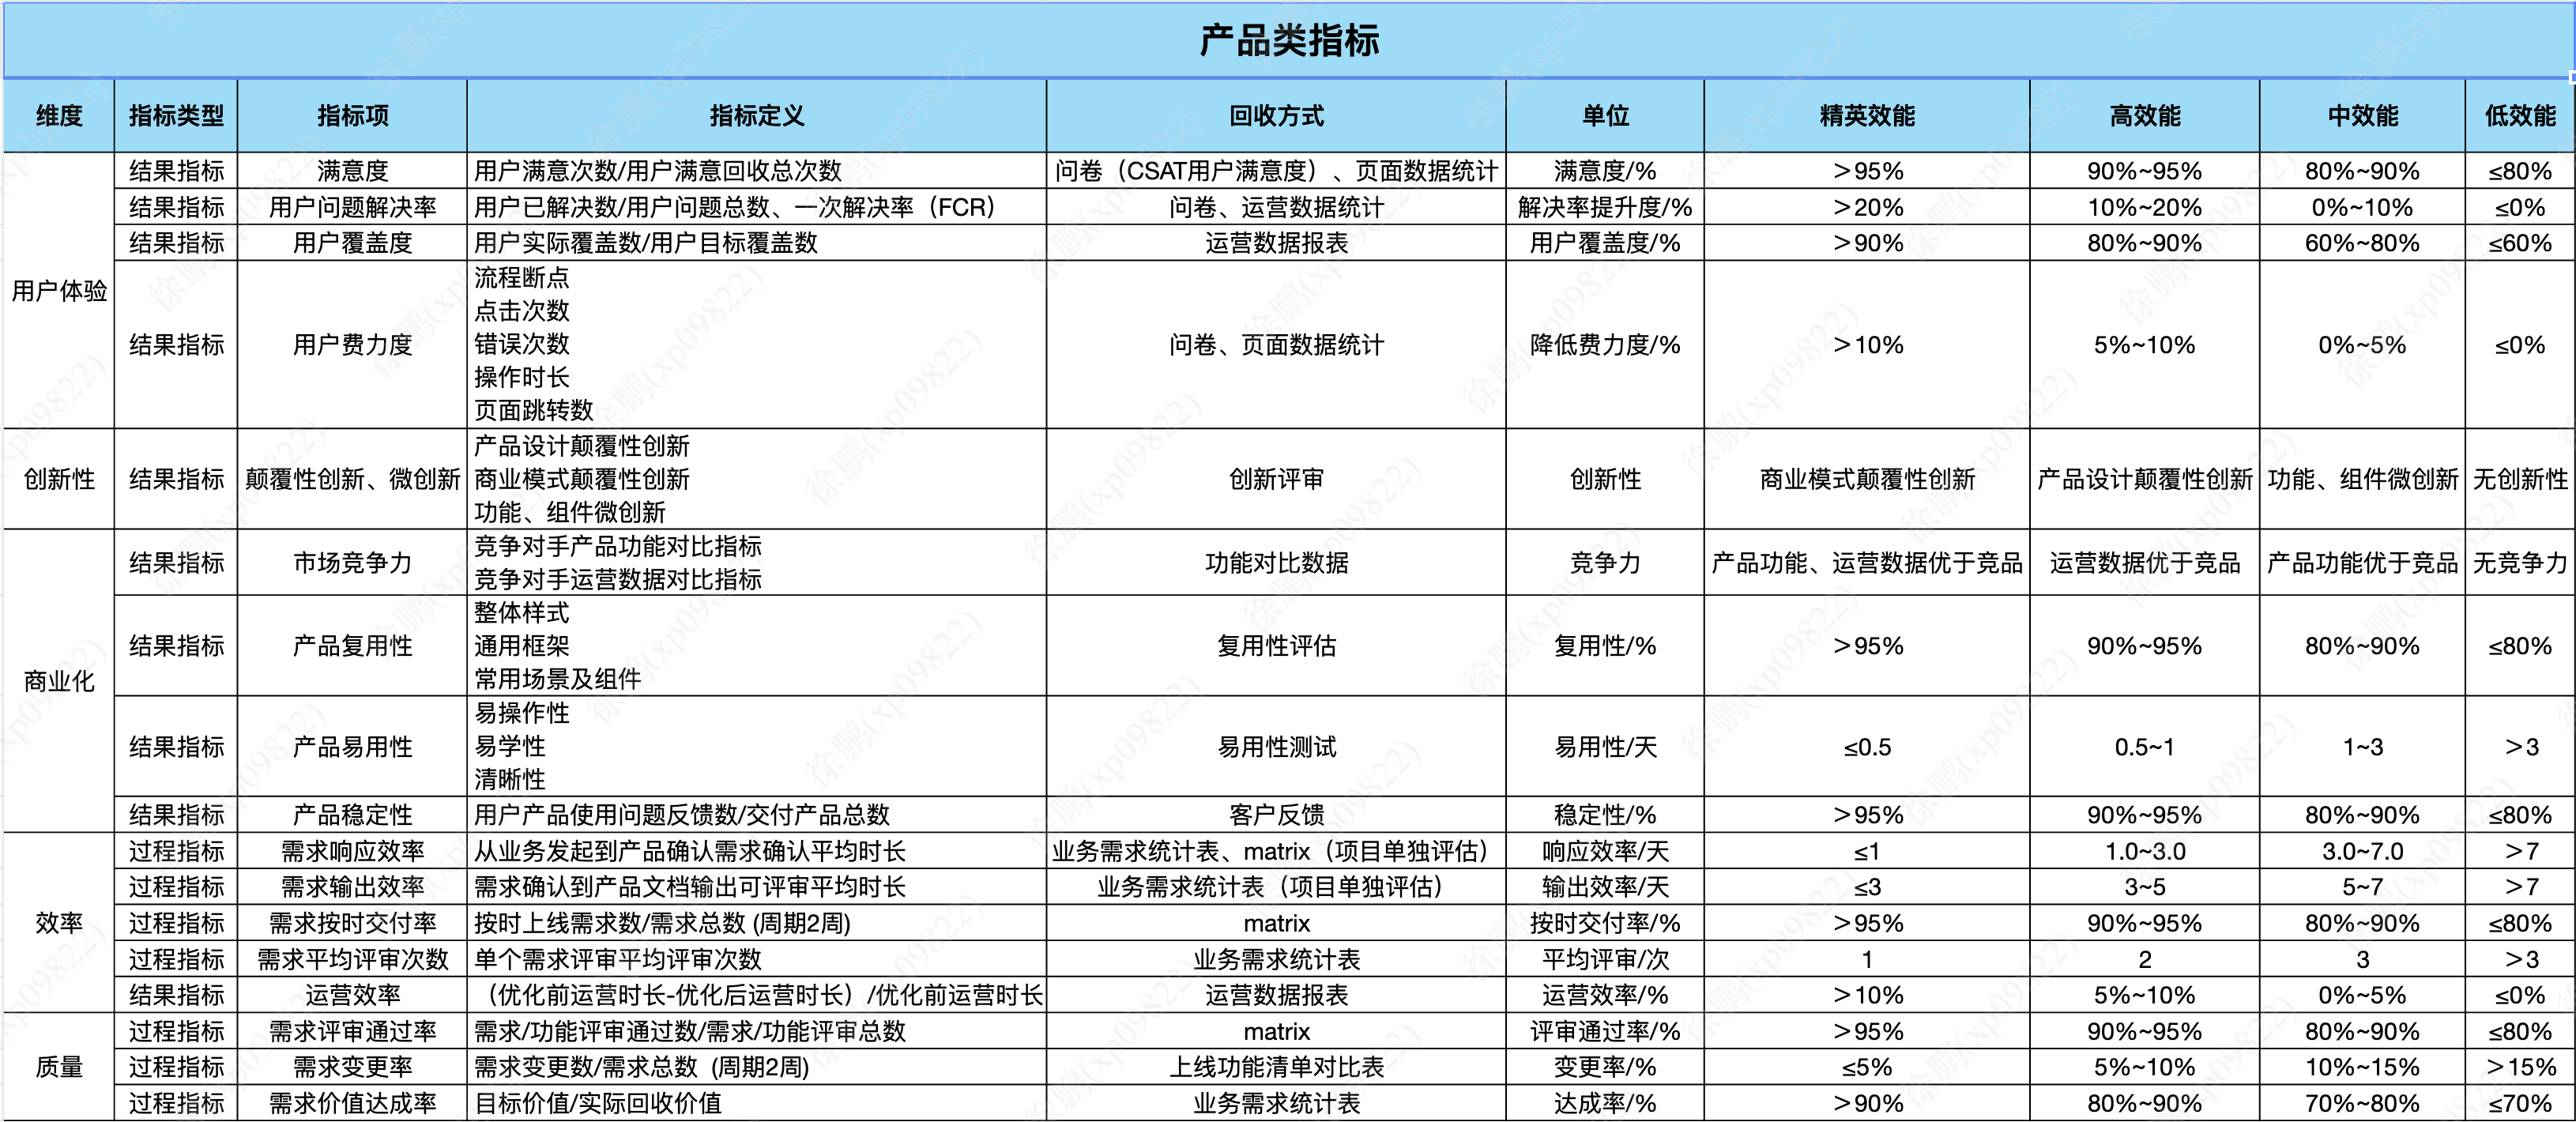 产品类指标
维度 指标类型 指标项 指标定义 回收方式 单位 精英效能 高效能 中效能 低效能
用户体验
结果指标 满意度 用户满意次数/用户满意回收总次数 问卷（CSAT用户满意度）、页面数据统计 满意度/% ＞95% 90%~95% 80%~90% ≤80%
结果指标 用户问题解决率 用户已解决数/用户问题总数、一次解决率（FCR） 问卷、运营数据统计 解决率提升度/% ＞20% 10%~20% 0%~10% ≤0%
结果指标 用户覆盖度 用户实际覆盖数/用户目标覆盖数 运营数据报表 用户覆盖度/% ＞90% 80%~90% 60%~80% ≤60%
结果指标 用户费力度
流程断点
点击次数
错误次数
操作时长
页面跳转数
问卷、页面数据统计 降低费力度/% ＞10% 5%~10% 0%~5% ≤0%
创新性 结果指标 颠覆性创新、微创新
产品设计颠覆性创新
商业模式颠覆性创新
功能、组件微创新
创新评审 创新性 商业模式颠覆性创新 产品设计颠覆性创新 功能、组件微创新 无创新性
商业化
结果指标 市场竞争力
竞争对手产品功能对比指标
竞争对手运营数据对比指标
功能对比数据 竞争力 产品功能、运营数据优于竞品 运营数据优于竞品 产品功能优于竞品 无竞争力
结果指标 产品复用性
整体样式
通用框架
常用场景及组件
复用性评估 复用性/% ＞95% 90%~95% 80%~90% ≤80%
结果指标 产品易用性
易操作性
易学性
清晰性
易用性测试 易用性/天 ≤0.5 0.5~1 1~3 ＞3
结果指标 产品稳定性 用户产品使用问题反馈数/交付产品总数 客户反馈 稳定性/% ＞95% 90%~95% 80%~90% ≤80%
效率
过程指标 需求响应效率 从业务发起到产品确认需求确认平均时长 业务需求统计表、matrix（项目单独评估） 响应效率/天 ≤1 1.0~3.0 3.0~7.0 ＞7
过程指标 需求输出效率 需求确认到产品文档输出可评审平均时长 业务需求统计表（项目单独评估） 输出效率/天 ≤3 3~5 5~7 ＞7
过程指标 需求按时交付率 按时上线需求数/需求总数 (周期2周) matrix 按时交付率/% ＞95% 90%~95% 80%~90% ≤80%
过程指标 需求平均评审次数 单个需求评审平均评审次数 业务需求统计表 平均评审/次 1 2 3 ＞3
结果指标 运营效率 （优化前运营时长-优化后运营时长）/优化前运营时长 运营数据报表 运营效率/% ＞10% 5%~10% 0%~5% ≤0%
质量
过程指标 需求评审通过率 需求/功能评审通过数/需求/功能评审总数 matrix 评审通过率/% ＞95% 90%~95% 80%~90% ≤80%
过程指标 需求变更率 需求变更数/需求总数 (周期2周) 上线功能清单对比表 变更率/% ≤5% 5%~10% 10%~15% ＞15%
过程指标 需求价值达成率 目标价值/实际回收价值 业务需求统计表 达成率/% ＞90% 80%~90% 70%~80% ≤70%
徐鹏(xp09822)